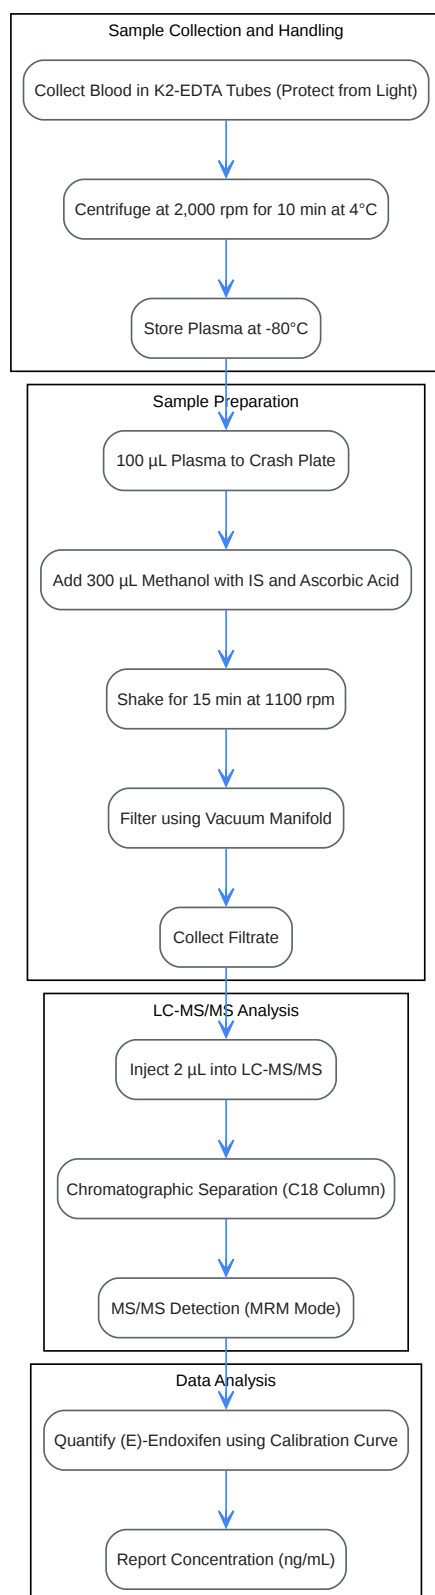 Sample Collection and Handling
Collect Blood in K2-EDTA Tubes (Protect from Light)
Centrifuge at 2,000 rpm for 10 min at 4°C
Store Plasma at -80°C
Sample Preparation
100 µL Plasma to Crash Plate
Add 300 µL Methanol with IS and Ascorbic Acid
Shake for 15 min at 1100 rpm
Filter using Vacuum Manifold
Collect Filtrate
LC-MS/MS Analysis
Inject 2 µL into LC-MS/MS
Chromatographic Separation (C18 Column)
MS/MS Detection (MRM Mode)
Data Analysis
Quantify (E)-Endoxifen using Calibration Curve
Report Concentration (ng/mL)